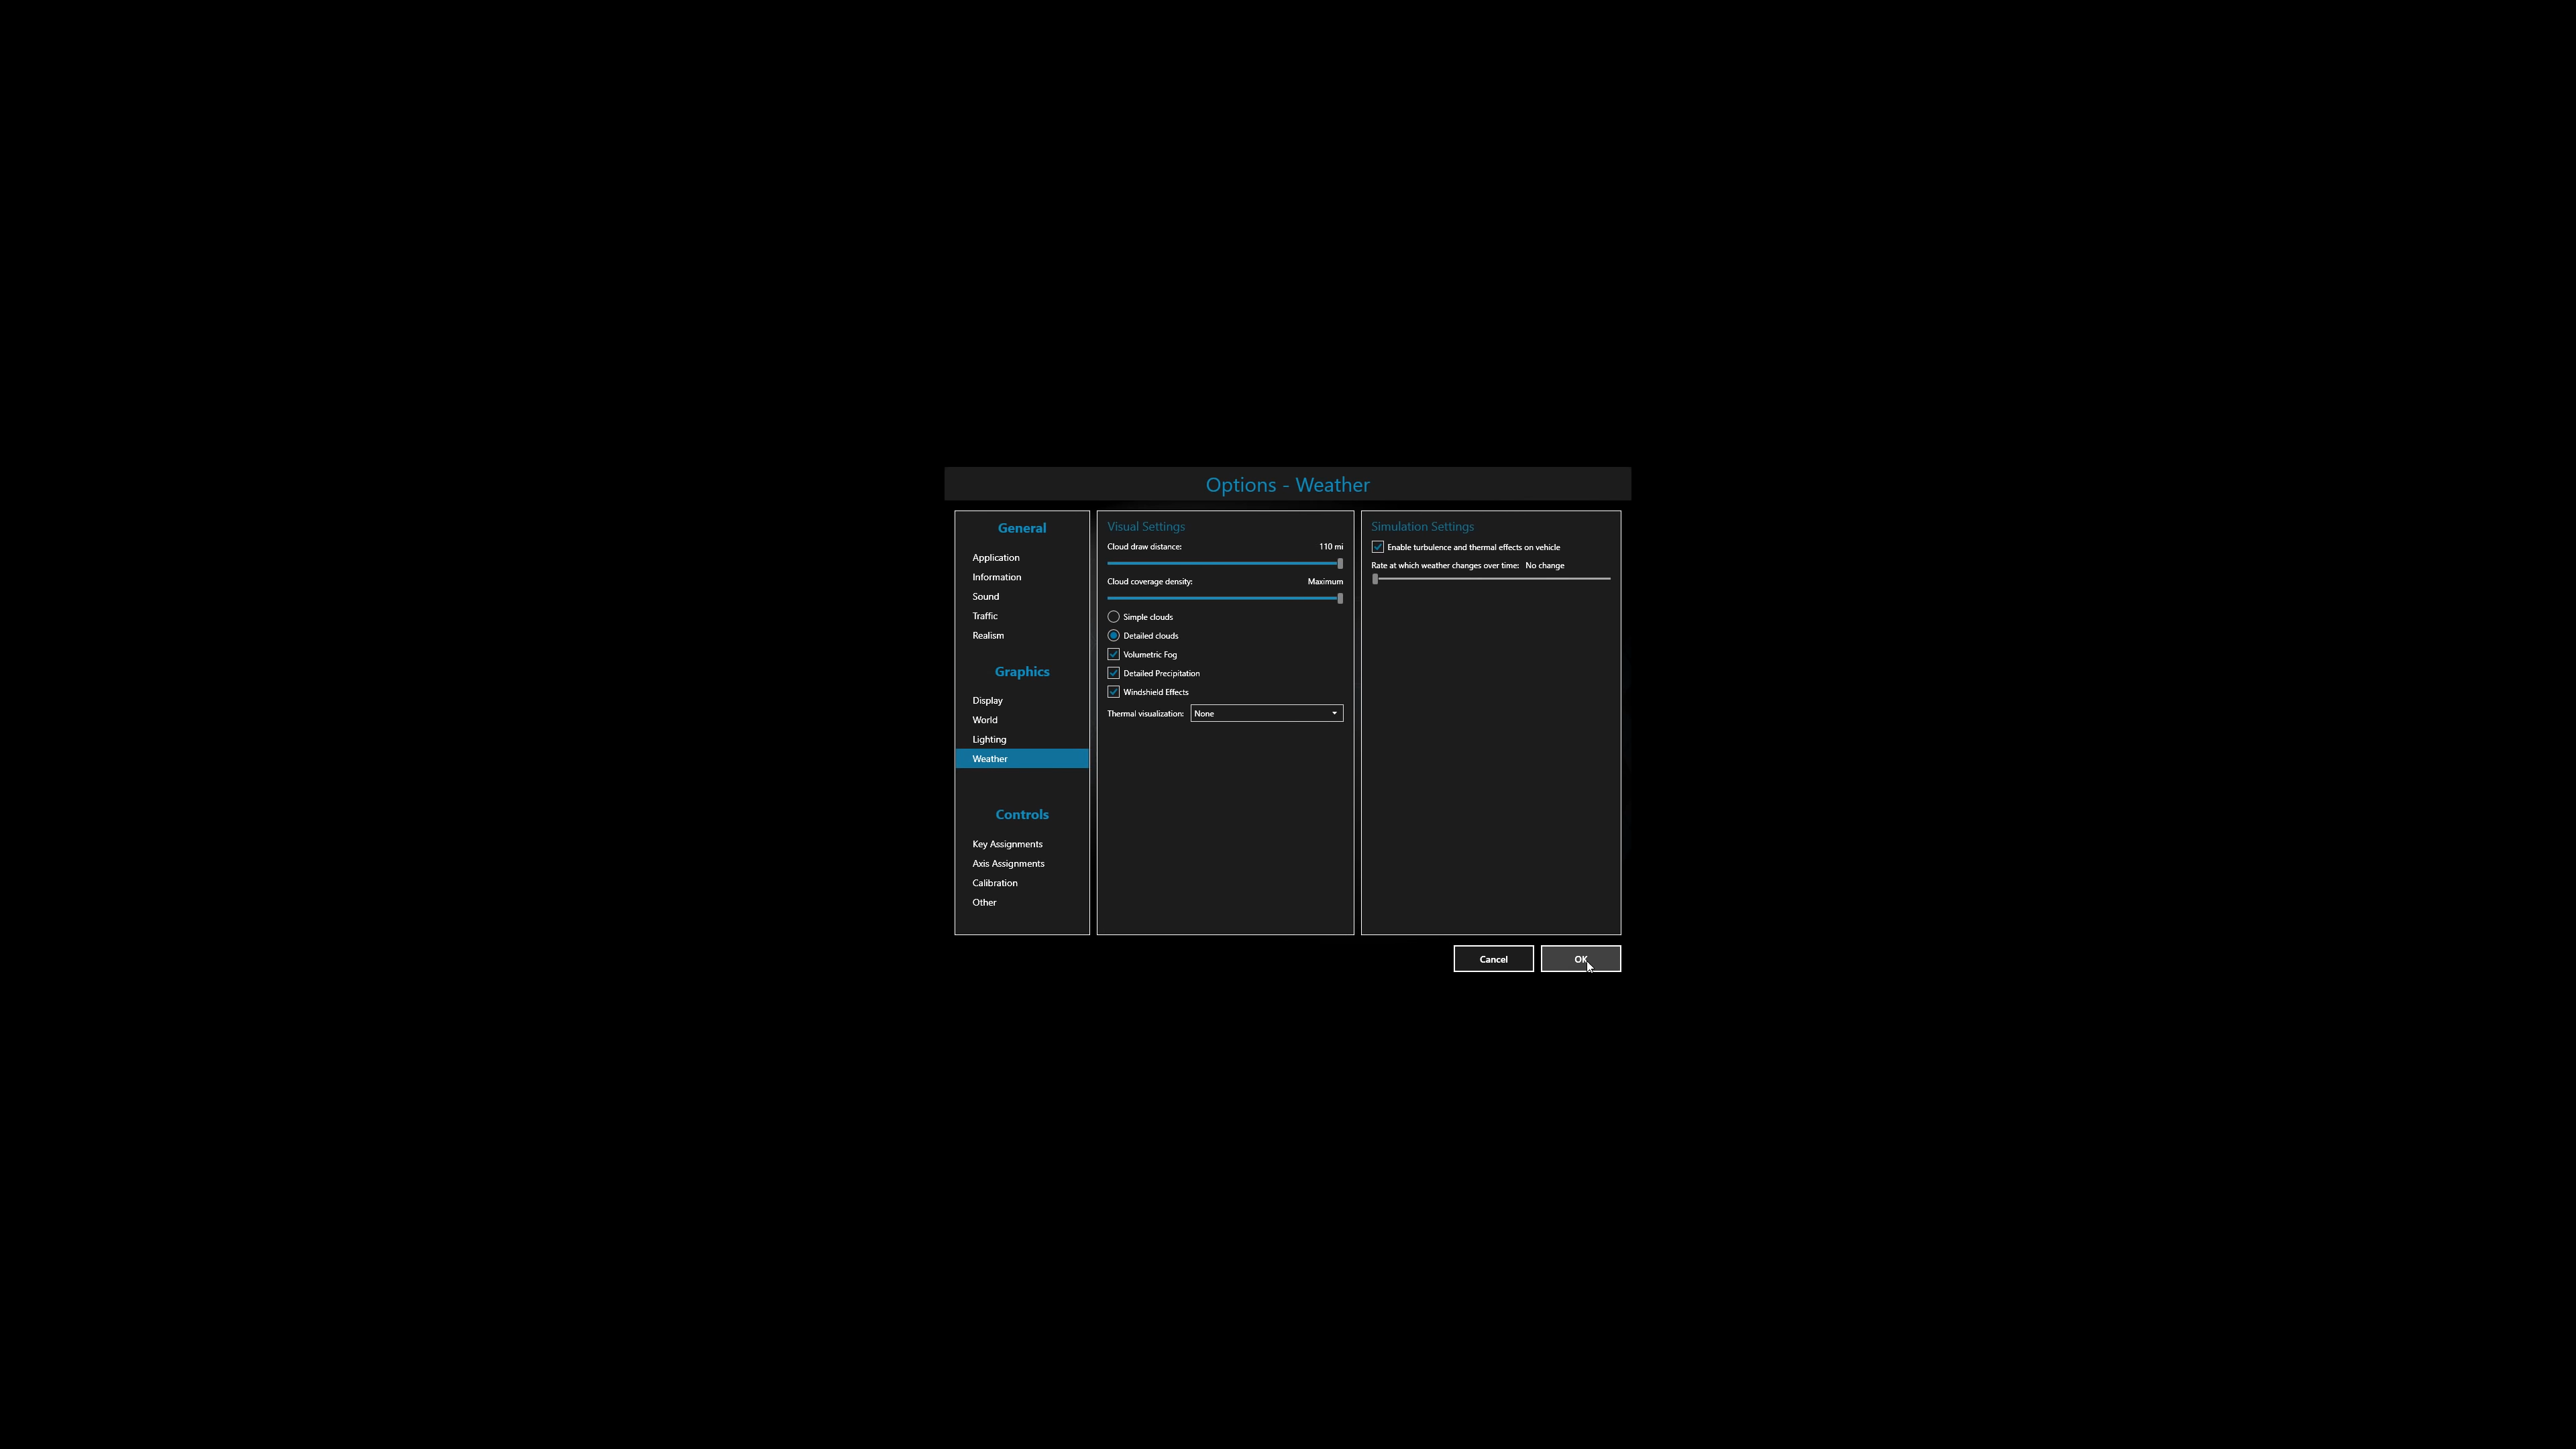 Options - Weather
General
Application
Information
Sound
Traffic
Realism
Graphics
Display
World
Lighting
Weather
Controls
Key Assignments
Axis Assignments
Calibration
Other
Visual Settings
Cloud draw distance: 110 mi
Cloud coverage density: Maximum
Simple clouds
Detailed clouds
Volumetric Fog
Detailed Precipitation
Windshield Effects
Thermal visualization: None
Simulation Settings
Enable turbulence and thermal effects on vehicle
Rate at which weather changes over time: No change
Cancel OK